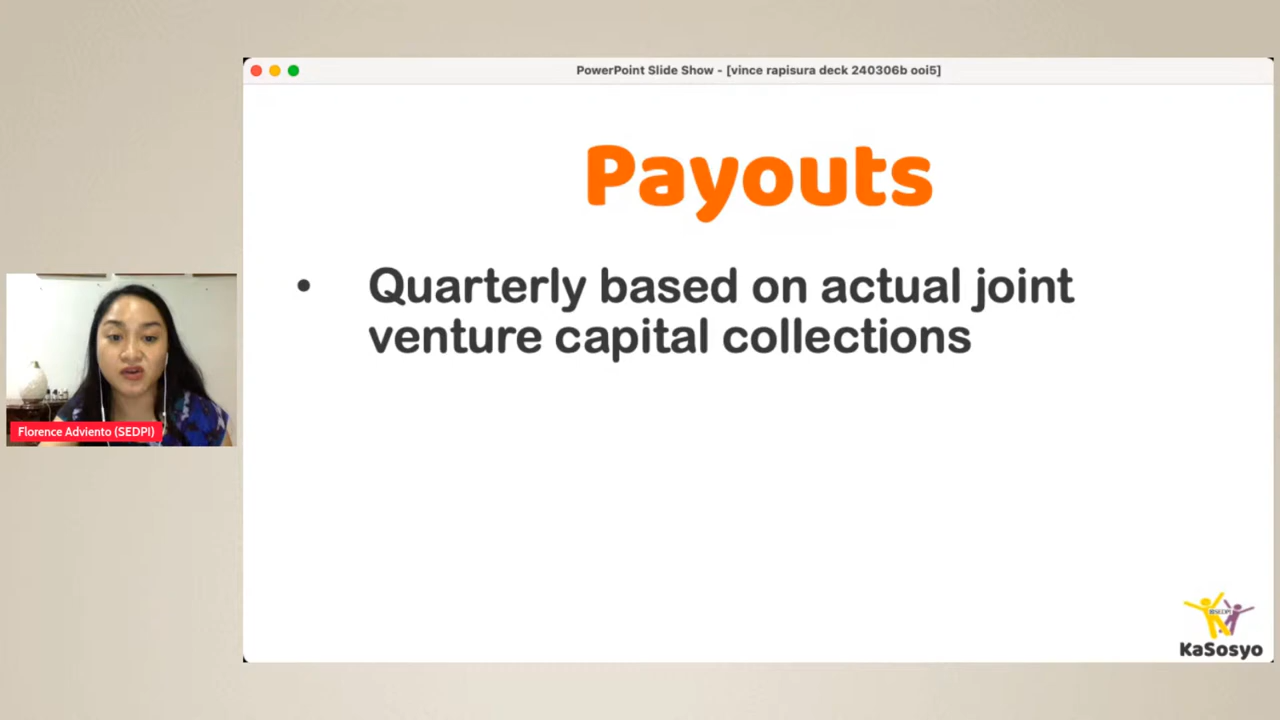 PowerPoint Slide Show - [vince rapisura deck 240306b ooi5]
Payouts
• Quarterly based on actual joint
venture capital collections
Florence Adviento (SEDPI)
SEDPI
KaSosyo